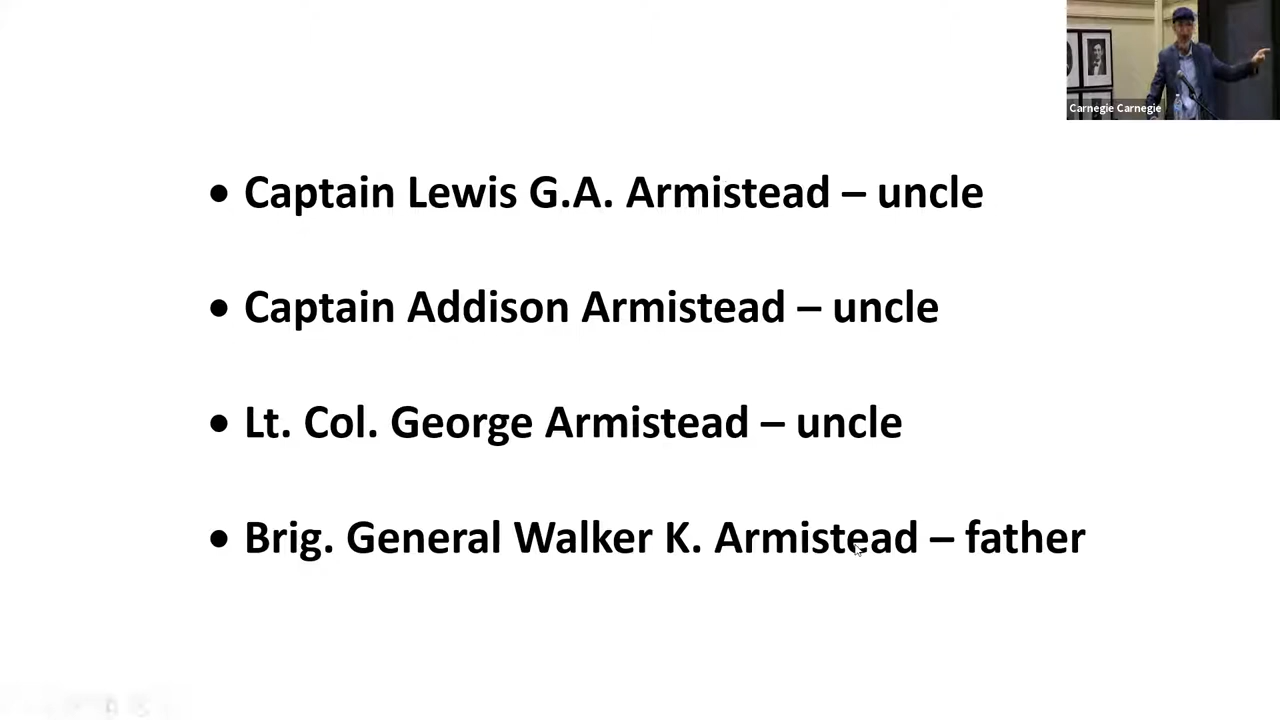 Carnegie Carnegie
• Captain Lewis G.A. Armistead – uncle
• Captain Addison Armistead – uncle
• Lt. Col. George Armistead – uncle
• Brig. General Walker K. Armistead – father